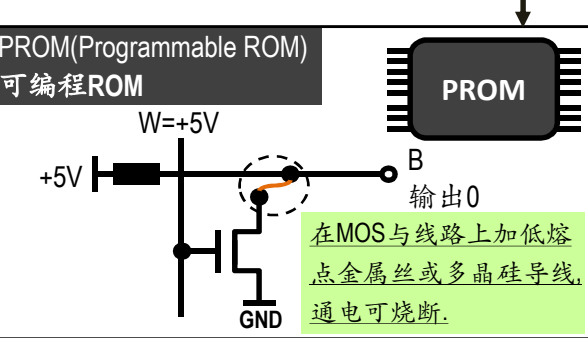 PROM(Programmable ROM)
可编程ROM
PROM
W=+5V
+5V
B
输出0
在MOS与线路上加低熔
点金属丝或多晶硅导线,
通电可烧断.
GND